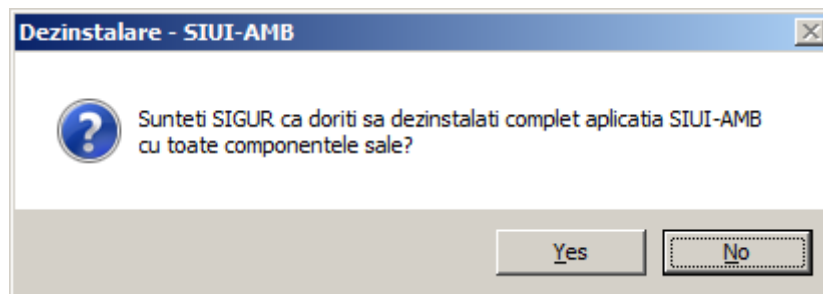 Dezinstalare - SIUI-AMB
Sunteti SIGUR ca doriti sa dezinstalati complet aplicatia SIUI-AMB
cu toate componentele sale?
Yes
No